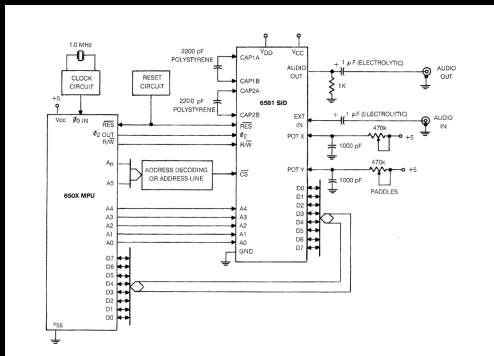 1.0 MHz
CLOCK
CIRCUIT
RESET
CIRCUIT
2200 pF
POLYSTYRENE
2200 pF
POLYSTYRENE
+5
Vcc
Ø0 IN
RES
Ø2 OUT
R/W
An
A5
650X MPU
A4
A3
A2
A1
A0
D7
D6
D5
D4
D3
D2
D1
D0
VSS
ADDRESS DECODING
OR ADDRESS LINE
VDD
VCC
CAP1A
CAP1B
CAP2A
CAP2B
RES
Ø2
R/W
CS
A4
A3
A2
A1
A0
GND
6581 SID
AUDIO
OUT
EXT
IN
POT X
POT Y
D0
D1
D2
D3
D4
D5
D6
D7
+ 1 µF (ELECTROLYTIC)
1K
AUDIO
OUT
+ 1 µF (ELECTROLYTIC)
AUDIO
IN
470k
+5
1000 pF
470k
+5
1000 pF
PADDLES